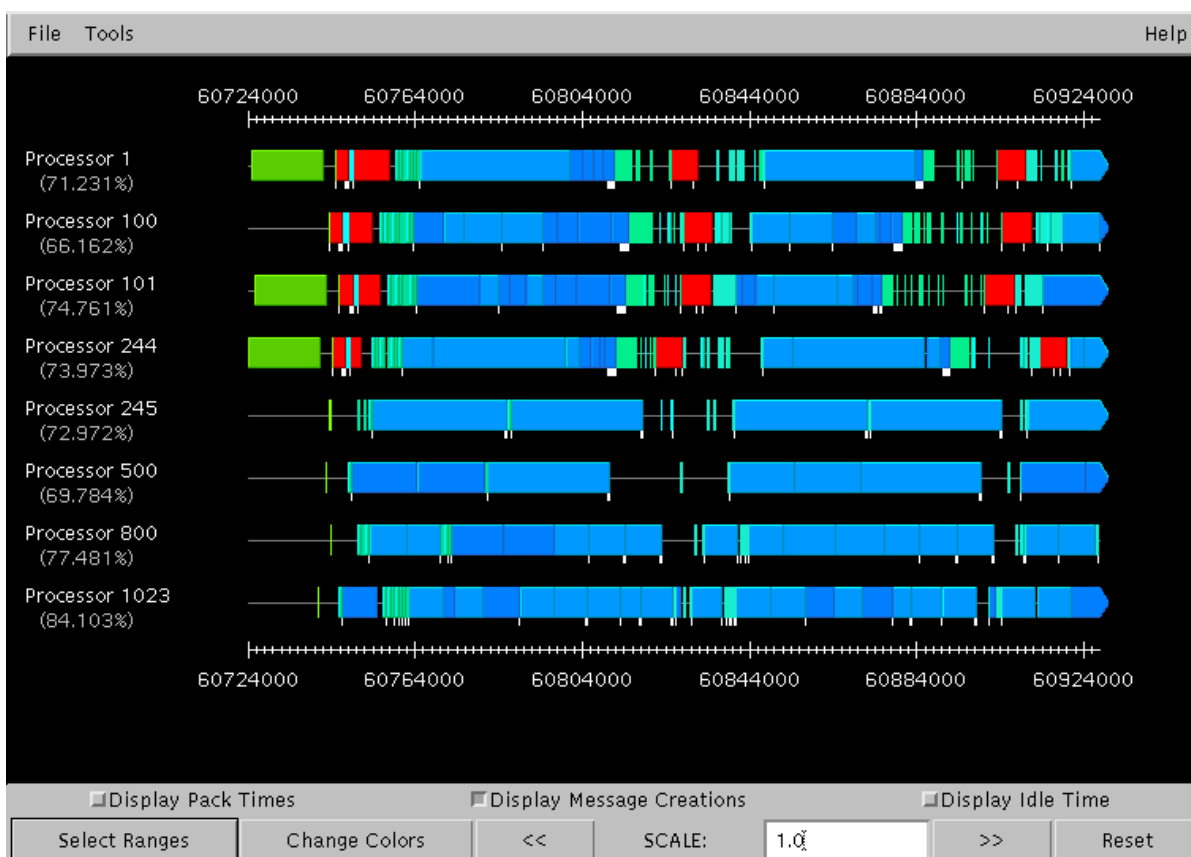 File Tools Help
60724000 60764000 60804000 60844000 60884000 60924000
Processor 1
(71.231%)
Processor 100
(66.162%)
Processor 101
(74.761%)
Processor 244
(73.973%)
Processor 245
(72.972%)
Processor 500
(69.784%)
Processor 800
(77.481%)
Processor 1023
(84.103%)
60724000 60764000 60804000 60844000 60884000 60924000
Display Pack Times Display Message Creations Display Idle Time
Select Ranges Change Colors << SCALE: 1.0 >> Reset